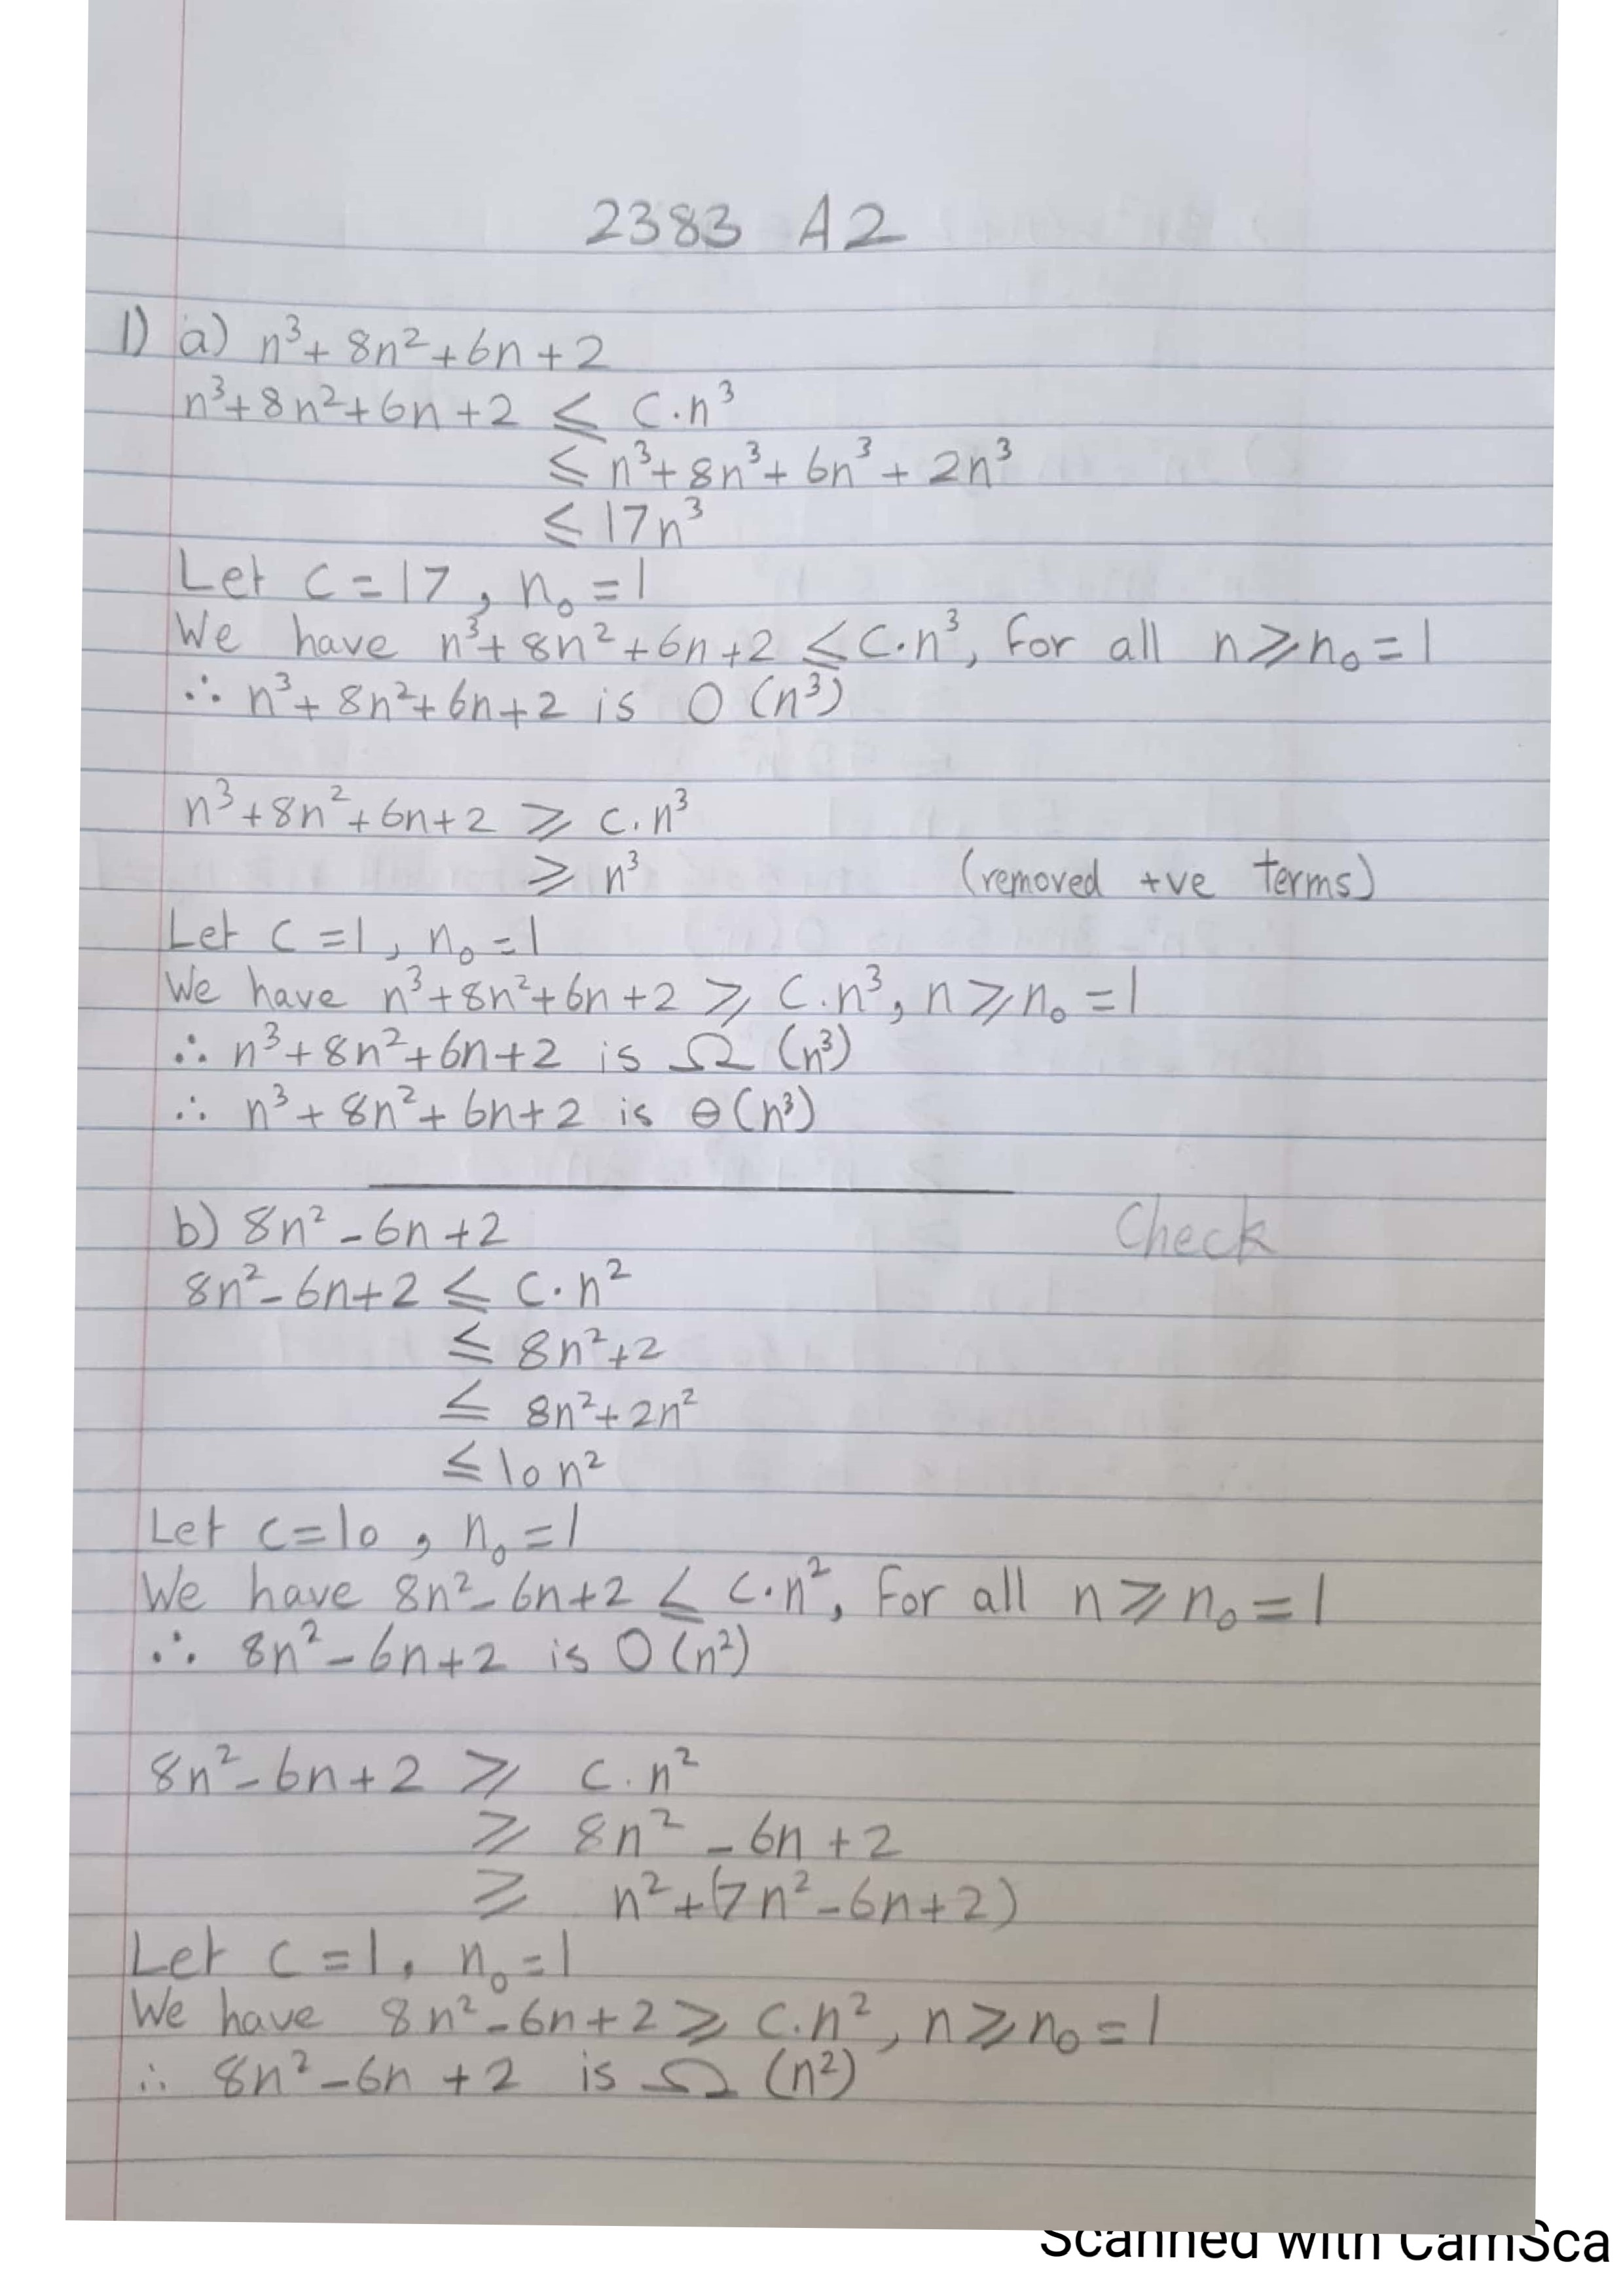 2383 A2
1) a) n³ + 8n² + 6n + 2
n³ + 8n² + 6n + 2 ≤ C·n³
≤ n³ + 8n³ + 6n³ + 2n³
≤ 17n³
Let c = 17, n₀ = 1
We have n³ + 8n² + 6n + 2 ≤ C·n³, for all n ≥ n₀ = 1
∴ n³ + 8n² + 6n + 2 is O (n³)
n³ + 8n² + 6n + 2 ≥ c·n³
≥ n³ (removed +ve terms)
Let c = 1, n₀ = 1
We have n³ + 8n² + 6n + 2 ≥ C·n³, n ≥ n₀ = 1
∴ n³ + 8n² + 6n + 2 is Ω (n³)
∴ n³ + 8n² + 6n + 2 is θ (n³)
b) 8n² - 6n + 2 Check
8n² - 6n + 2 ≤ C·n²
≤ 8n² + 2
≤ 8n² + 2n²
≤ 10n²
Let c = 10, n₀ = 1
We have 8n² - 6n + 2 ≤ c·n², for all n ≥ n₀ = 1
∴ 8n² - 6n + 2 is O (n²)
8n² - 6n + 2 ≥ c·n²
≥ 8n² - 6n + 2
≥ n² + (7n² - 6n + 2)
Let c = 1, n₀ = 1
We have 8n² - 6n + 2 ≥ c·n², n ≥ n₀ = 1
∴ 8n² - 6n + 2 is Ω (n²)
Scanned with CamSca